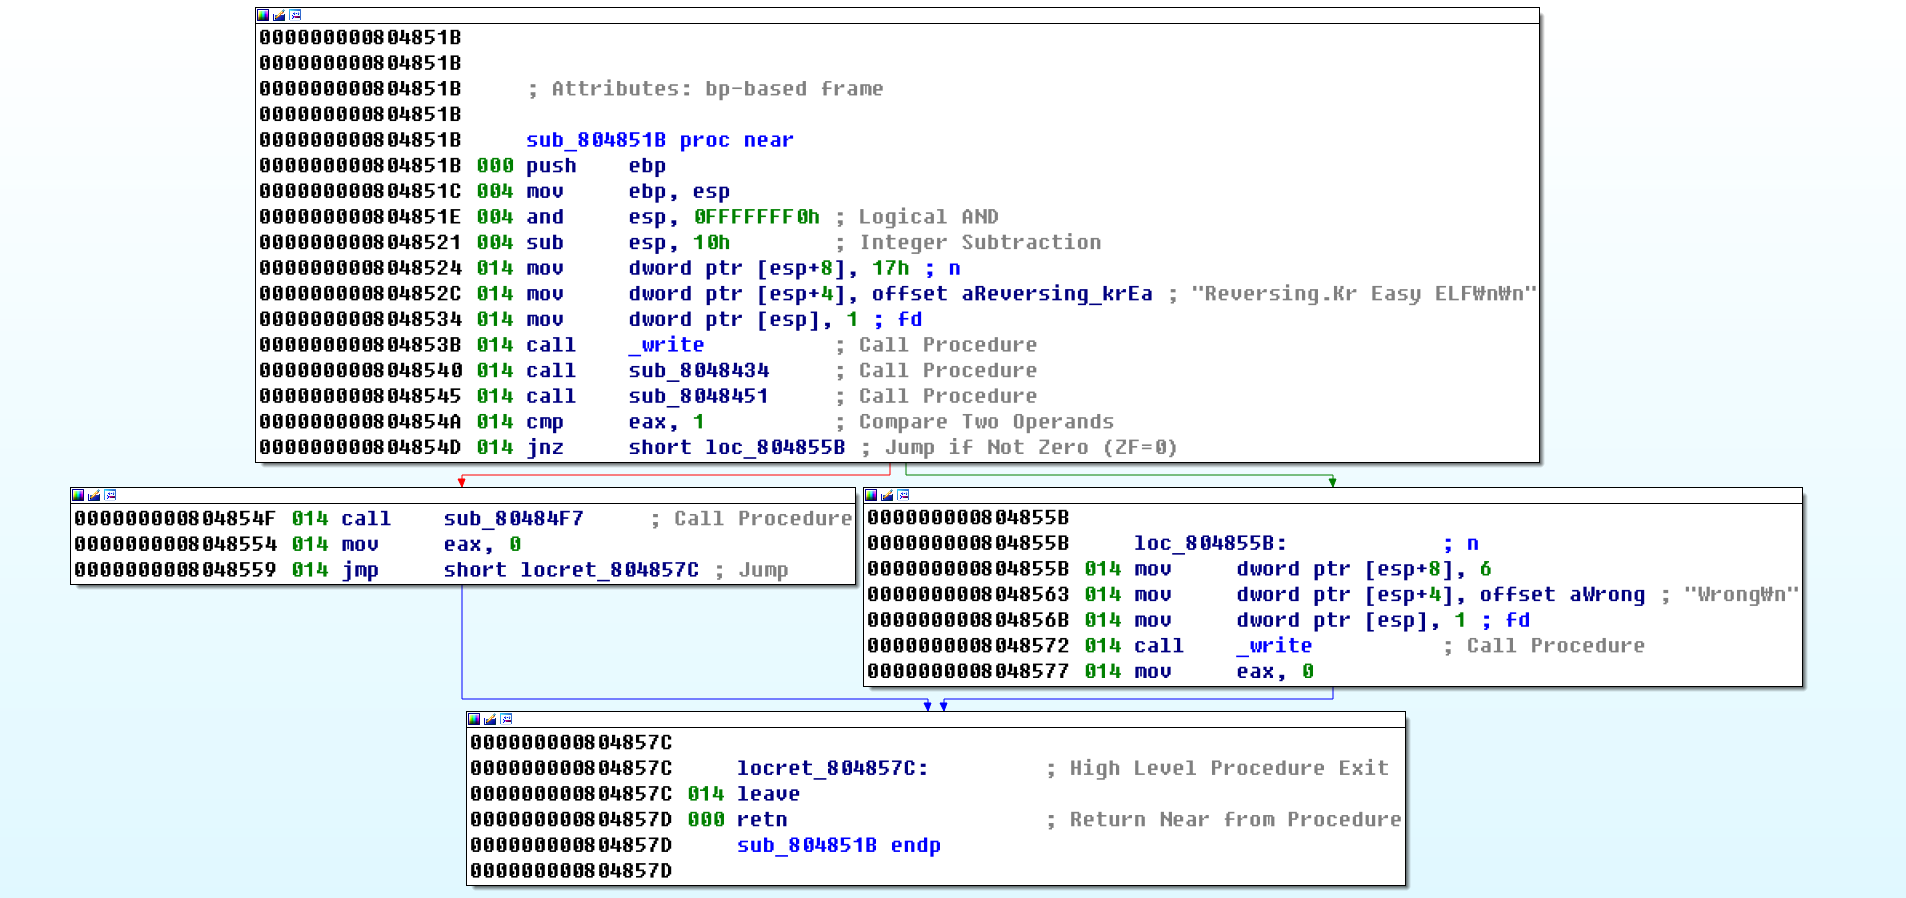 000000000804851B
000000000804851B
000000000804851B ; Attributes: bp-based frame
000000000804851B
000000000804851B sub_804851B proc near
000000000804851B 000 push ebp
000000000804851C 004 mov ebp, esp
000000000804851E 004 and esp, 0FFFFFFF0h ; Logical AND
0000000008048521 004 sub esp, 10h ; Integer Subtraction
0000000008048524 014 mov dword ptr [esp+8], 17h ; n
000000000804852C 014 mov dword ptr [esp+4], offset aReversing_krEa ; "Reversing.Kr Easy ELF₩n₩n"
0000000008048534 014 mov dword ptr [esp], 1 ; fd
000000000804853B 014 call _write ; Call Procedure
0000000008048540 014 call sub_8048434 ; Call Procedure
0000000008048545 014 call sub_8048451 ; Call Procedure
000000000804854A 014 cmp eax, 1 ; Compare Two Operands
000000000804854D 014 jnz short loc_804855B ; Jump if Not Zero (ZF=0)
000000000804854F 014 call sub_80484F7 ; Call Procedure
0000000008048554 014 mov eax, 0
0000000008048559 014 jmp short locret_804857C ; Jump
000000000804855B
000000000804855B loc_804855B: ; n
000000000804855B 014 mov dword ptr [esp+8], 6
0000000008048563 014 mov dword ptr [esp+4], offset aWrong ; "Wrong₩n"
000000000804856B 014 mov dword ptr [esp], 1 ; fd
0000000008048572 014 call _write ; Call Procedure
0000000008048577 014 mov eax, 0
000000000804857C
000000000804857C locret_804857C: ; High Level Procedure Exit
000000000804857C 014 leave
000000000804857D 000 retn ; Return Near from Procedure
000000000804857D sub_804851B endp
000000000804857D